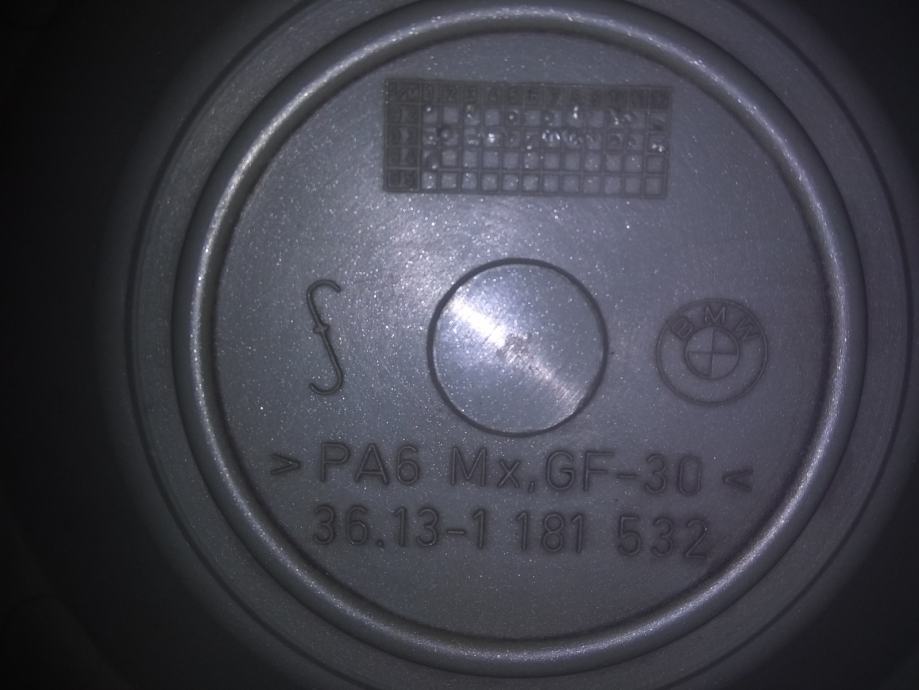 BMW
> PA6 Mx,GF-30 <
36.13-1 181 532